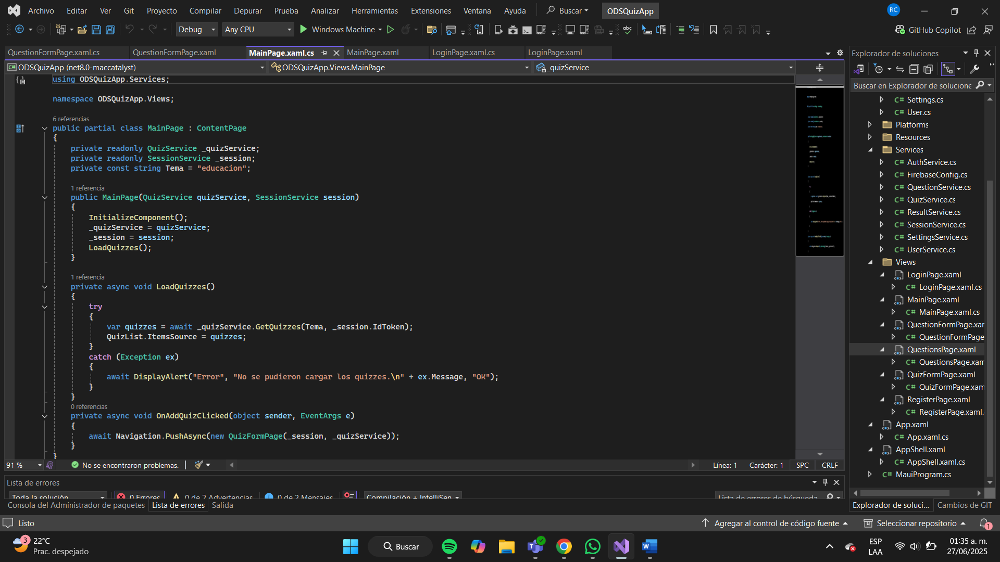 Archivo Editar Ver Git Proyecto Compilar Depurar Prueba Analizar Herramientas Extensiones Ventana Ayuda Buscar ODSQuizApp RC
Debug Any CPU Windows Machine abc GitHub Copilot
QuestionFormPage.xaml.cs QuestionFormPage.xaml MainPage.xaml.cs MainPage.xaml LoginPage.xaml.cs LoginPage.xaml
C# ODSQuizApp (net8.0-maccatalyst) ODSQuizApp.Views.MainPage _quizService
using ODSQuizApp.Services;
namespace ODSQuizApp.Views;
6 referencias
public partial class MainPage : ContentPage
{
private readonly QuizService _quizService;
private readonly SessionService _session;
private const string Tema = "educacion";
1 referencia
public MainPage(QuizService quizService, SessionService session)
{
InitializeComponent();
_quizService = quizService;
_session = session;
LoadQuizzes();
}
1 referencia
private async void LoadQuizzes()
{
try
{
var quizzes = await _quizService.GetQuizzes(Tema, _session.IdToken);
QuizList.ItemsSource = quizzes;
}
catch (Exception ex)
{
await DisplayAlert("Error", "No se pudieron cargar los quizzes.\n" + ex.Message, "OK");
}
}
0 referencias
private async void OnAddQuizClicked(object sender, EventArgs e)
{
await Navigation.PushAsync(new QuizFormPage(_session, _quizService));
}
}
91 % No se encontraron problemas. Línea: 1 Carácter: 1 SPC CRLF
Lista de errores
Toda la solución 0 Errores 0 de 2 Advertencias 0 de 2 Mensajes Compilación + IntelliSen Lista de errores de búsqueda
Consola del Administrador de paquetes Lista de errores Salida
Explorador de soluciones
Buscar en Explorador de solucione
C# Settings.cs
C# User.cs
Platforms
Resources
Services
C# AuthService.cs
C# FirebaseConfig.cs
C# QuestionService.cs
C# QuizService.cs
C# ResultService.cs
C# SessionService.cs
C# SettingsService.cs
C# UserService.cs
Views
LoginPage.xaml
C# LoginPage.xaml.cs
MainPage.xaml
C# MainPage.xaml.cs
QuestionFormPage.xar
C# QuestionFormPage
QuestionsPage.xaml
C# QuestionsPage.xam
QuizFormPage.xaml
C# QuizFormPage.xam
RegisterPage.xaml
C# RegisterPage.xaml.
App.xaml
C# App.xaml.cs
AppShell.xaml
C# AppShell.xaml.cs
C# MauiProgram.cs
Explorador de soluci... Cambios de GIT
Listo Agregar al control de código fuente Seleccionar repositorio 1
3 22°C
Prac. despejado
Buscar
ESP
LAA
01:35 a. m.
27/06/2025